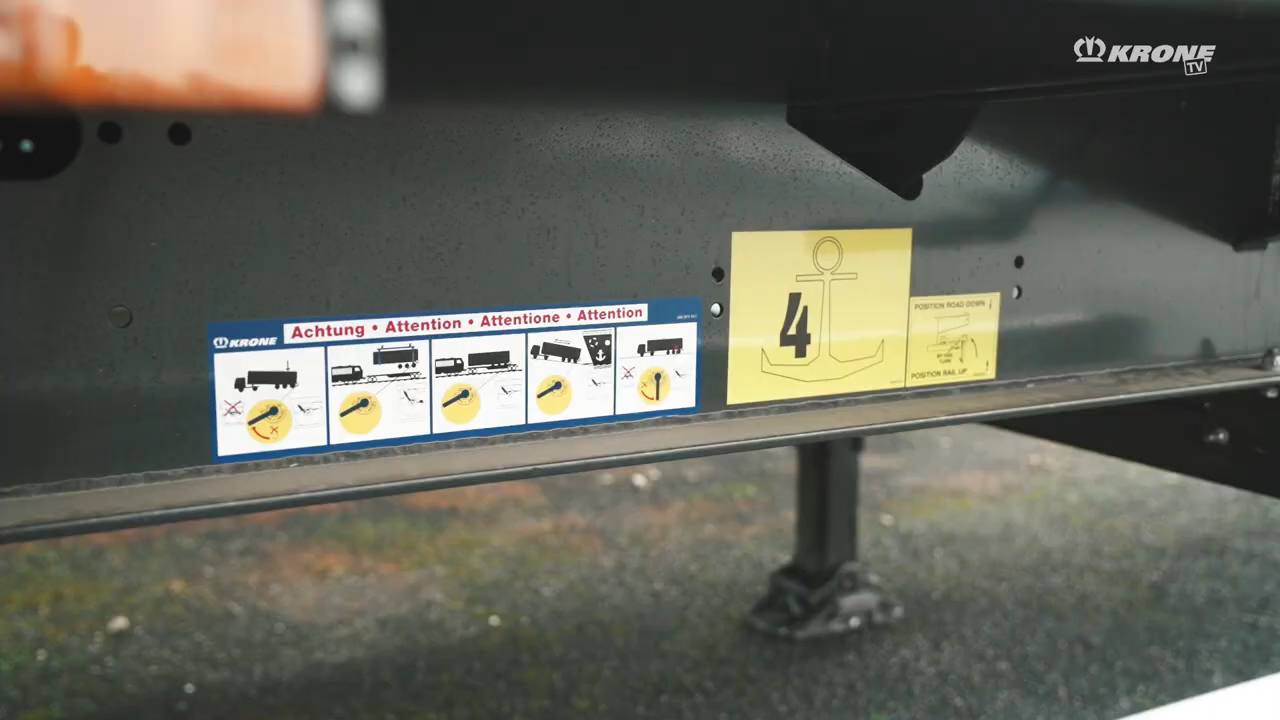 KRONE
TV
Achtung • Attention • Attentione • Attention
KRONE
4
POSITION ROAD DOWN
POSITION RAIL UP